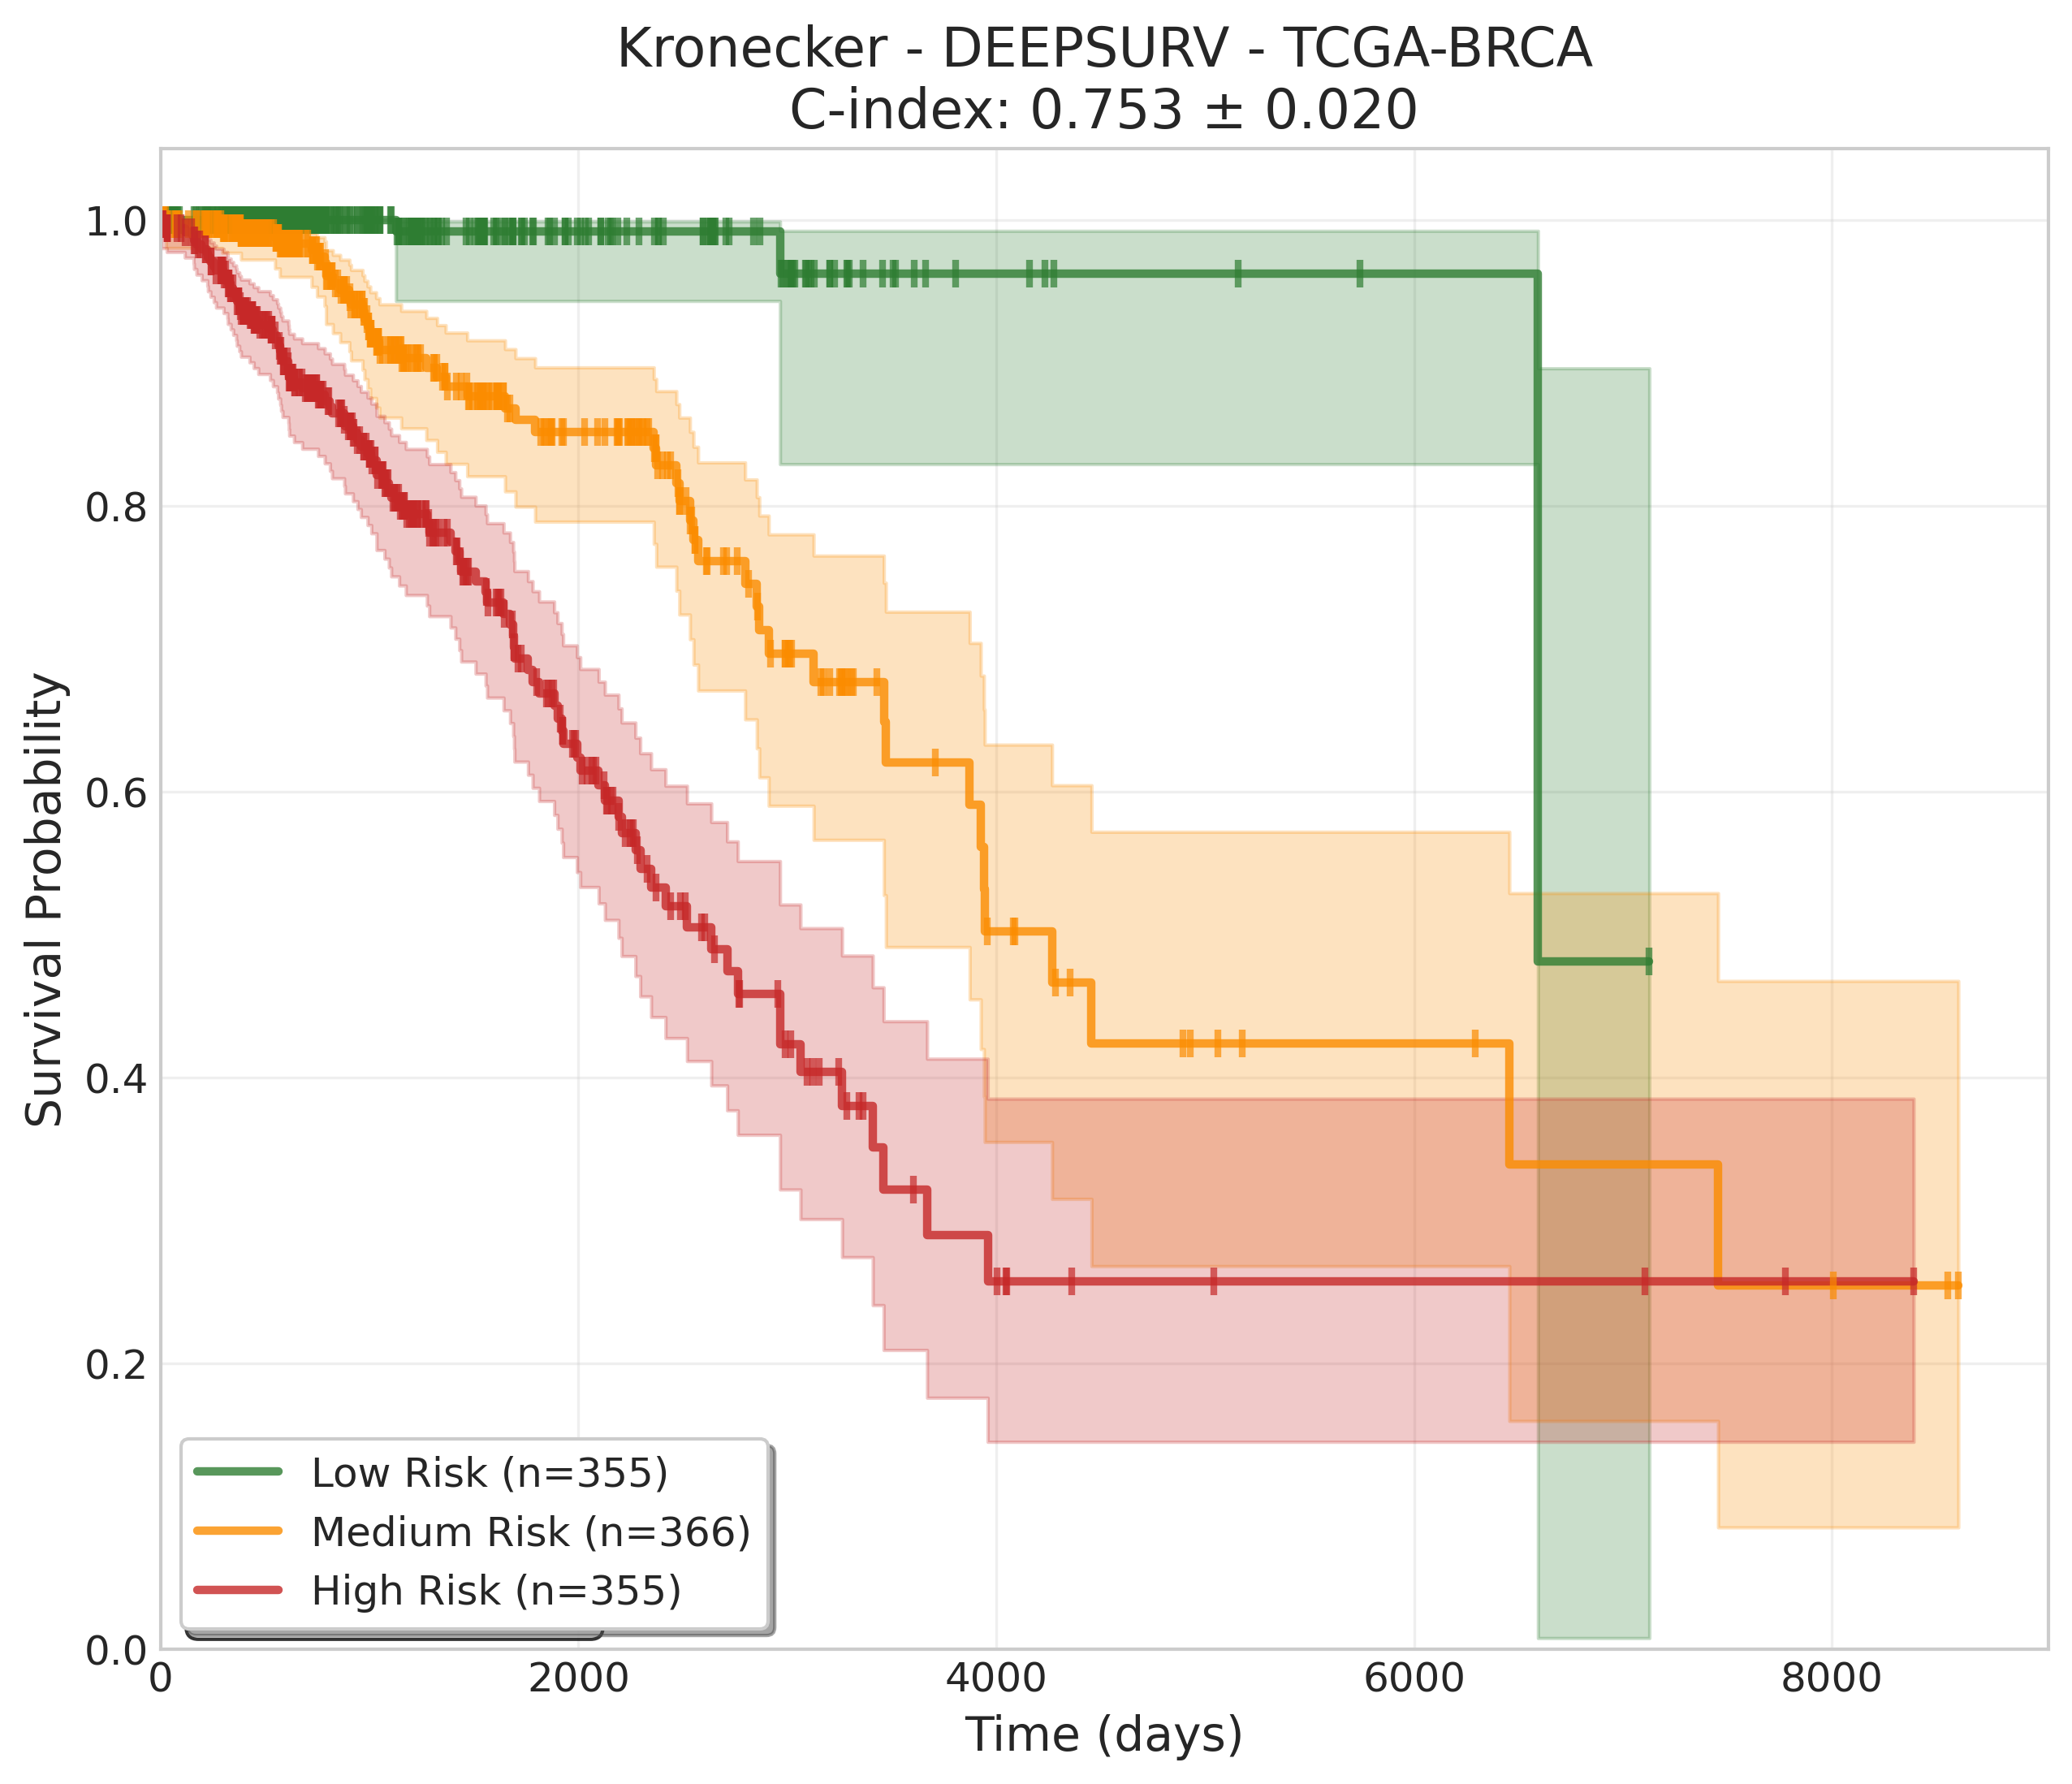 Kronecker - DEEPSURV - TCGA-BRCA
C-index: 0.753 ± 0.020
Survival Probability
1.0
0.8
0.6
0.4
0.2
0.0
Low Risk (n=355)
Medium Risk (n=366)
High Risk (n=355)
0
2000
4000
6000
8000
Time (days)